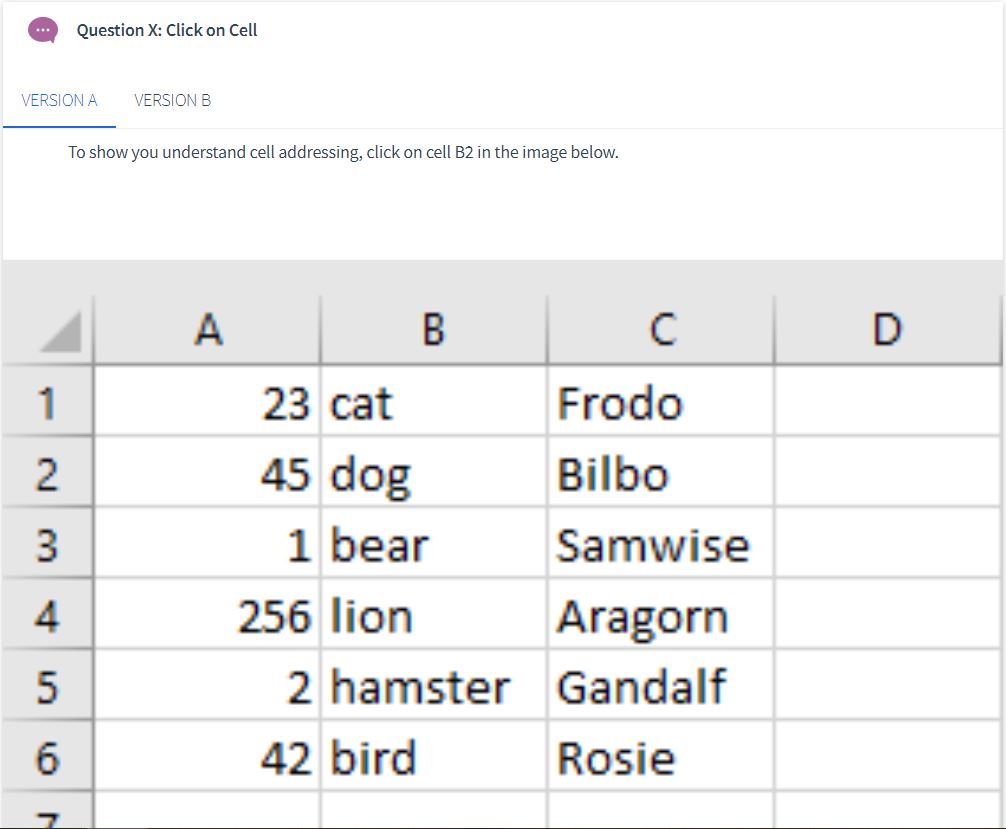 Question X: Click on Cell
VERSION A VERSION B
To show you understand cell addressing, click on cell B2 in the image below.
A B C D
1 23 cat Frodo
2 45 dog Bilbo
3 1 bear Samwise
4 256 lion Aragorn
5 2 hamster Gandalf
6 42 bird Rosie
7